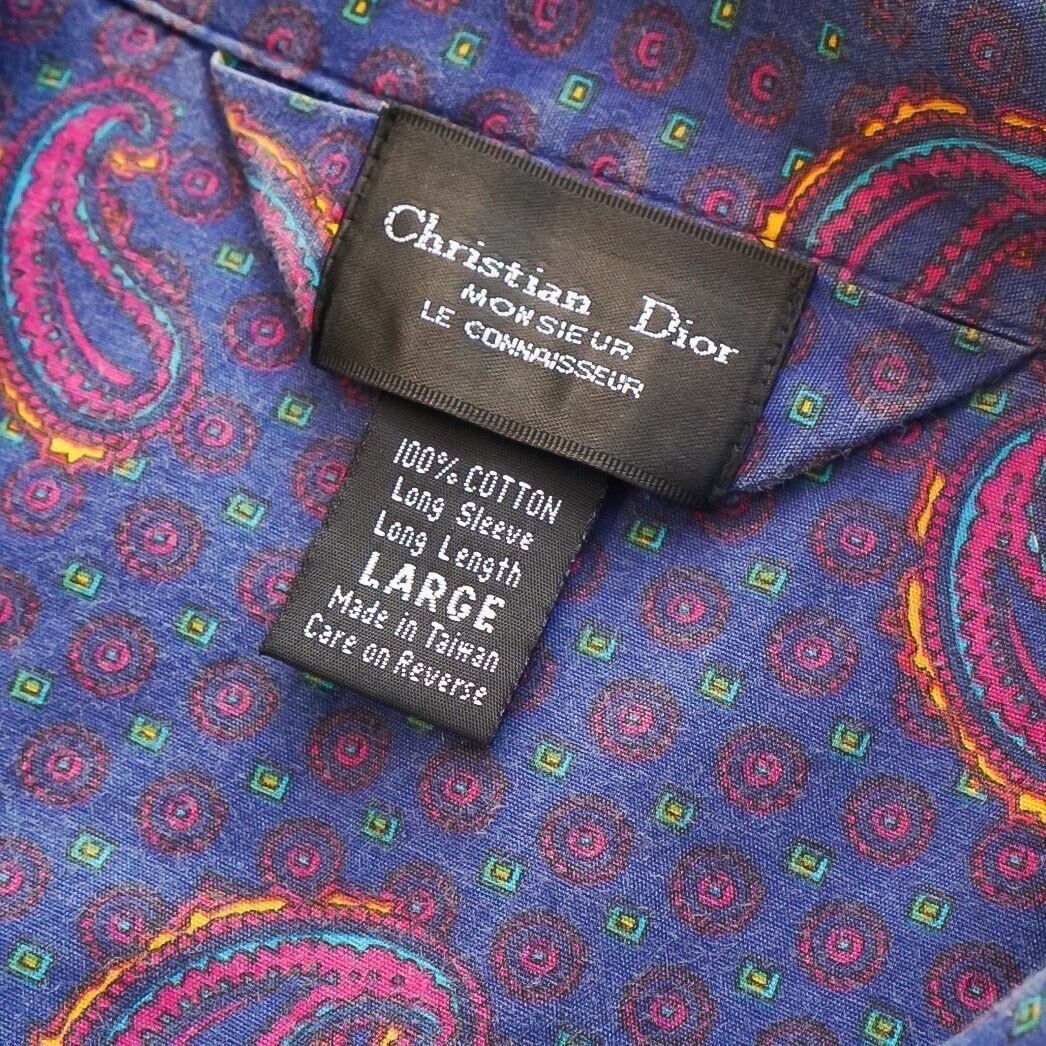 Christian Dior
MONSIEUR
LE CONNAISSEUR
100% COTTON
Long Sleeve
Long Length
LARGE
Made in Taiwan
Care on Reverse